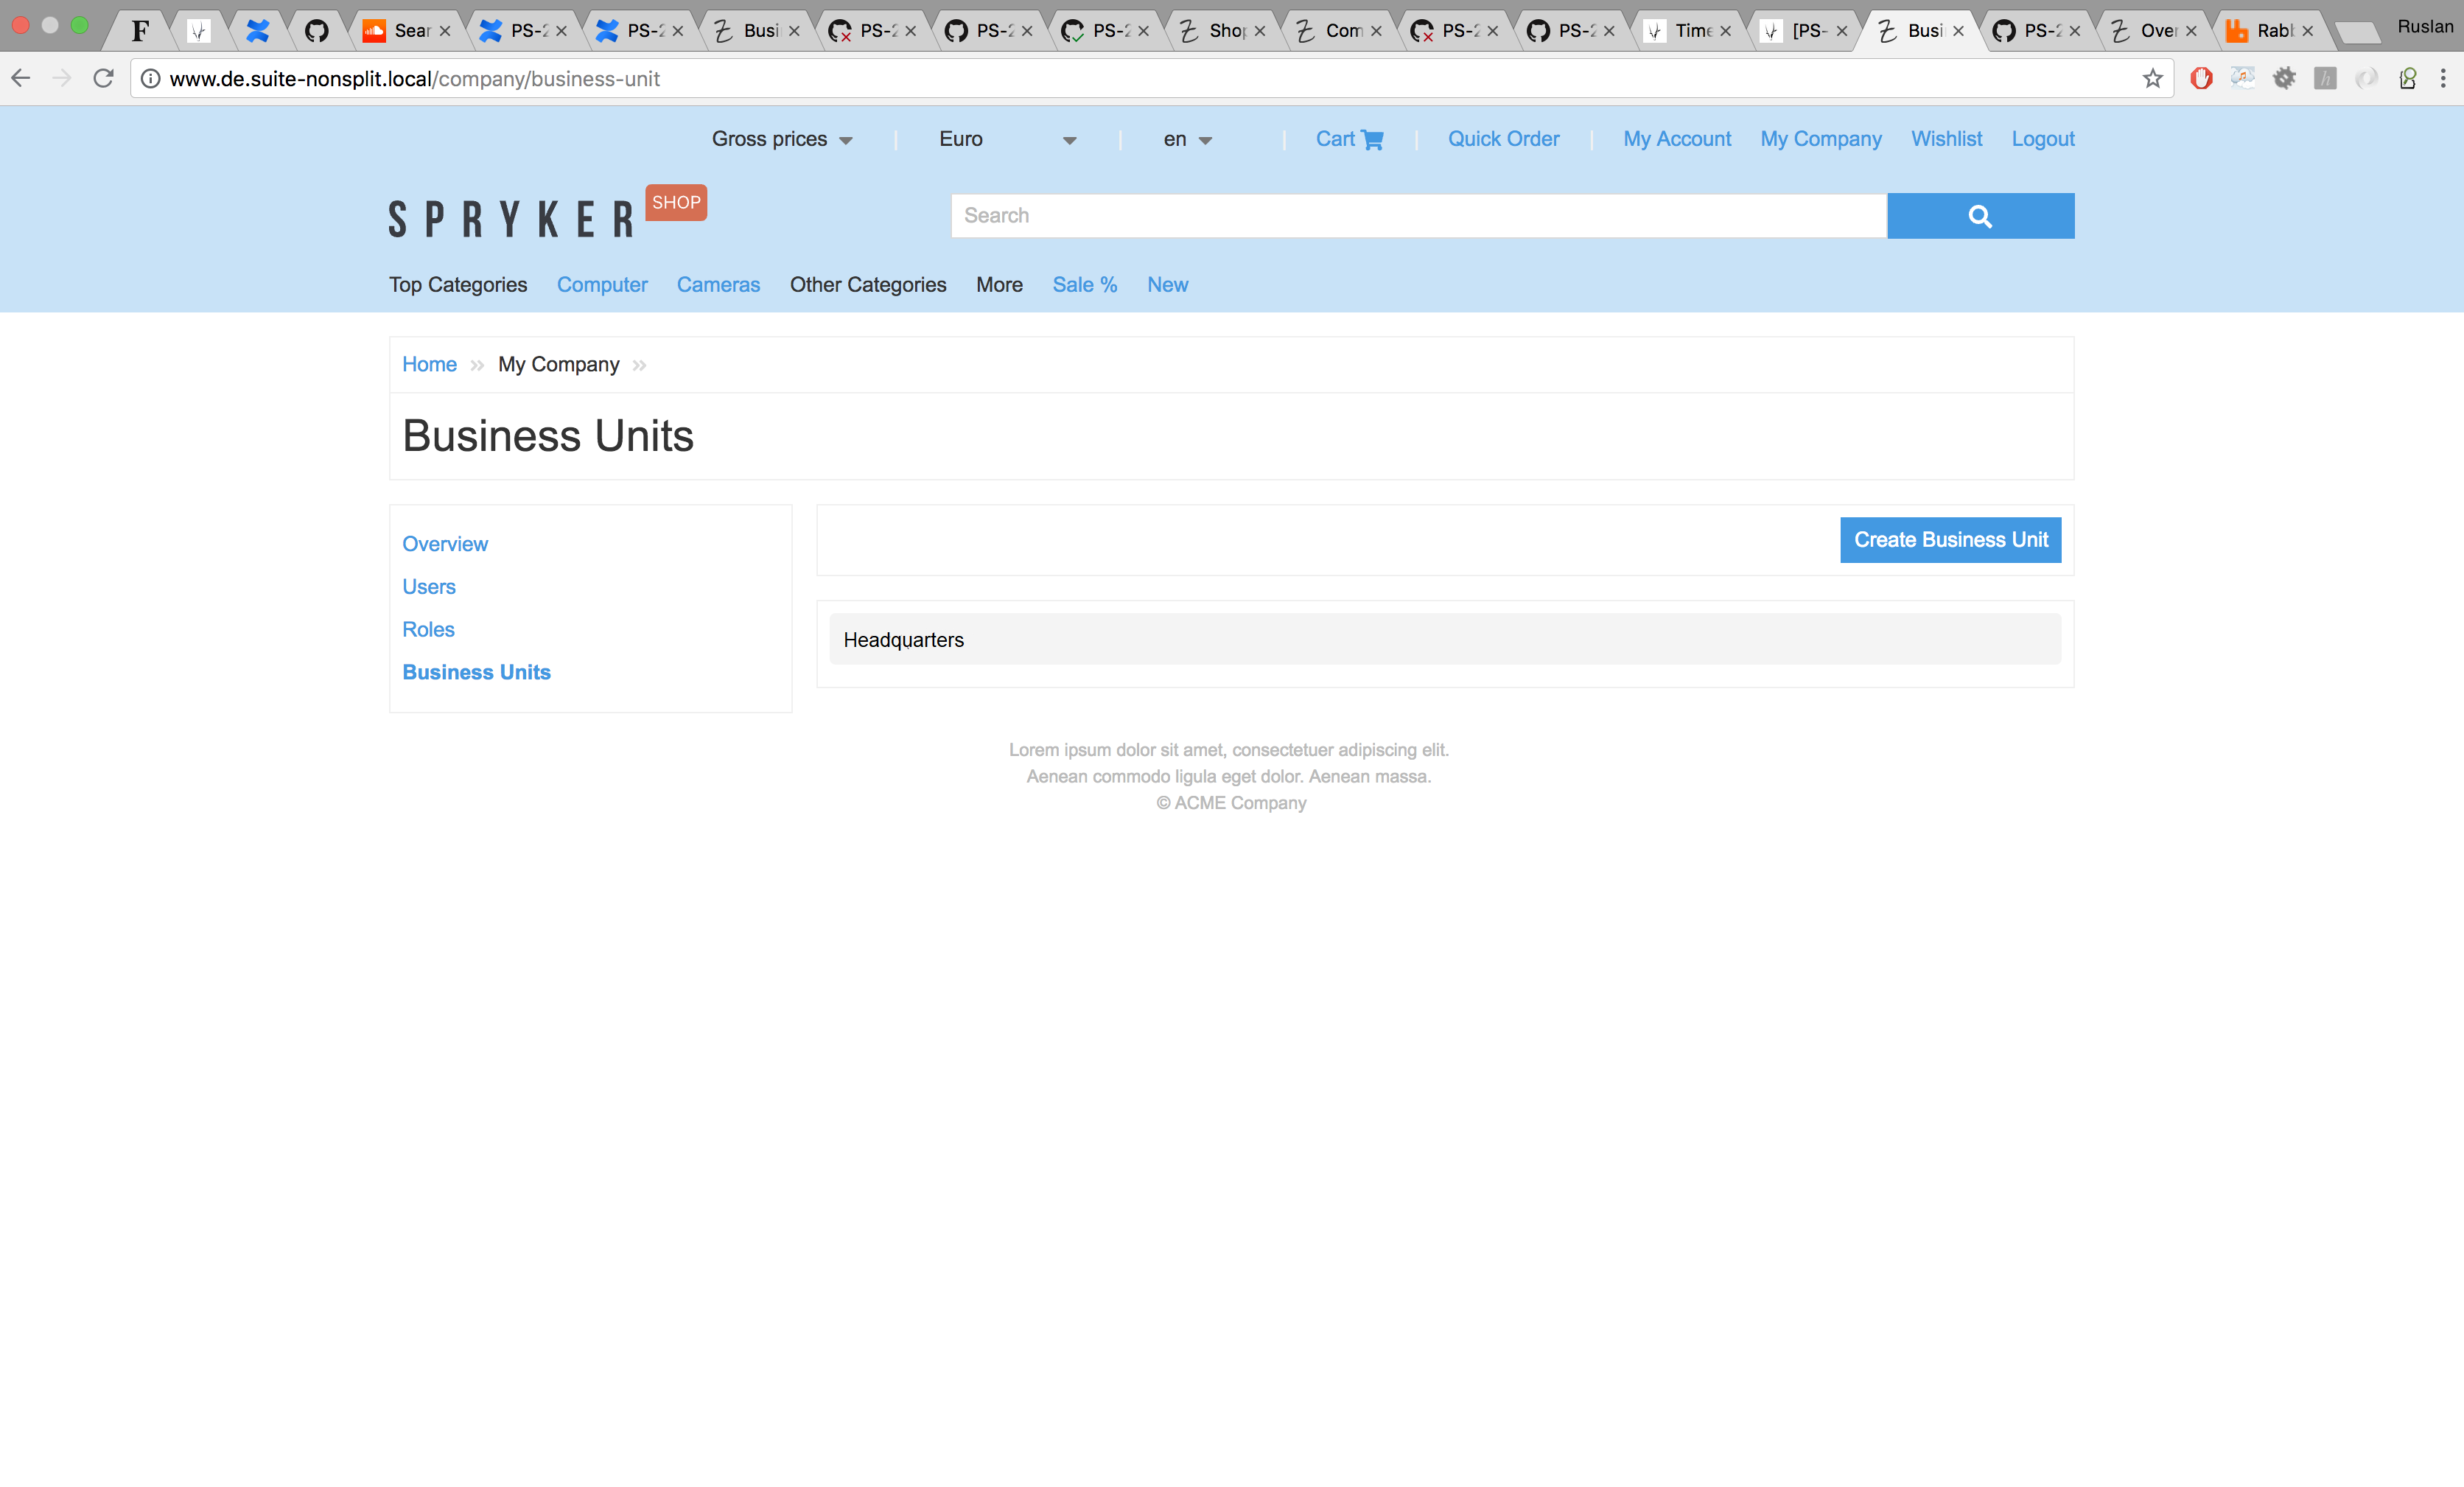 F Sear PS-2 PS-2 Busi PS-2 PS-2 PS-2 Shop Com PS-2 PS-2 Time [PS- Busi PS-2 Over Rabb Ruslan
www.de.suite-nonsplit.local/company/business-unit
Gross prices | Euro | en | Cart | Quick Order | My Account My Company Wishlist Logout
SPRYKER SHOP
Search
Top Categories Computer Cameras Other Categories More Sale % New
Home » My Company »
Business Units
Overview
Users
Roles
Business Units
Create Business Unit
Headquarters
Lorem ipsum dolor sit amet, consectetuer adipiscing elit.
Aenean commodo ligula eget dolor. Aenean massa.
© ACME Company